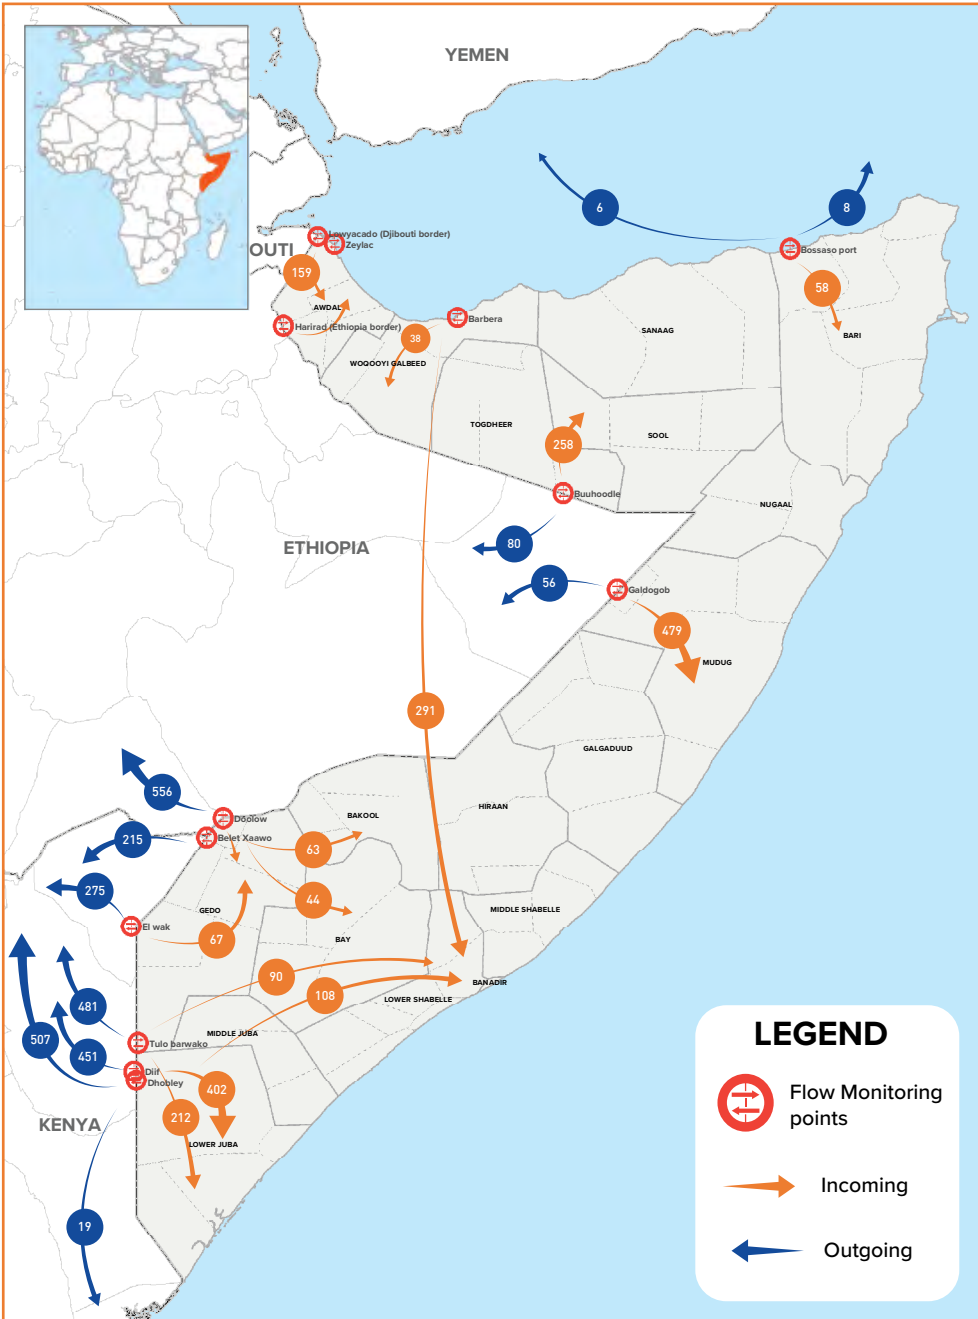 YEMEN
6
8
Lowyacado (Djibouti border)
Zeylac
OUTI
Bossaso port
159
58
AWDAL
Harirad (Ethiopia border)
Barbera
SANAAG
BARI
38
WOQOOYI GALBEED
TOGDHEER
SOOL
258
Buuhoodle
NUGAAL
80
ETHIOPIA
56
Galdogob
479
MUDUG
291
GALGADUUD
556
HIRAAN
BAKOOL
Doolow
215
Belet Xaawo
63
275
44
GEDO
MIDDLE SHABELLE
El wak
67
BAY
90
BANADIR
108
LOWER SHABELLE
481
507
MIDDLE JUBA
Tulo barwako
451
Diif
Dhobley
402
212
KENYA
LOWER JUBA
19
LEGEND
Flow Monitoring
points
Incoming
Outgoing